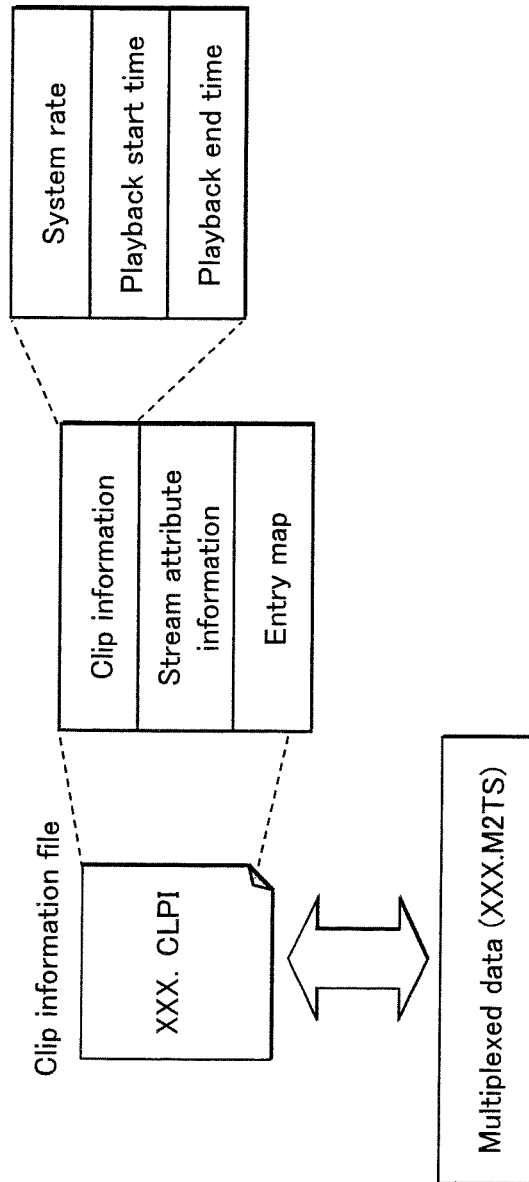 Clip information file
XXX. CLPI
Multiplexed data (XXX.M2TS)
Clip information
Stream attribute
information
Entry map
System rate
Playback start time
Playback end time